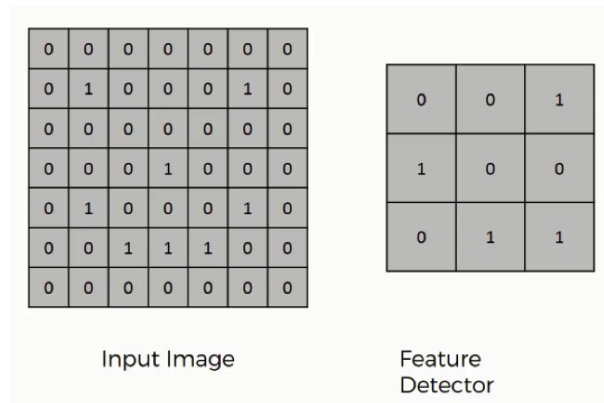 0 0 0 0 0 0 0
0 1 0 0 0 1 0
0 0 0 0 0 0 0
0 0 0 1 0 0 0
0 1 0 0 0 1 0
0 0 1 1 1 0 0
0 0 0 0 0 0 0
Input Image
0 0 1
1 0 0
0 1 1
Feature
Detector